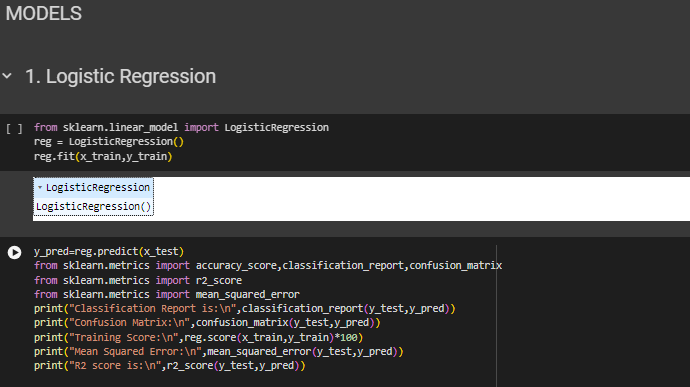 MODELS
1. Logistic Regression
[ ] from sklearn.linear_model import LogisticRegression
reg = LogisticRegression()
reg.fit(x_train,y_train)
LogisticRegression
LogisticRegression()
y_pred=reg.predict(x_test)
from sklearn.metrics import accuracy_score,classification_report,confusion_matrix
from sklearn.metrics import r2_score
from sklearn.metrics import mean_squared_error
print("Classification Report is:\n",classification_report(y_test,y_pred))
print("Confusion Matrix:\n",confusion_matrix(y_test,y_pred))
print("Training Score:\n",reg.score(x_train,y_train)*100)
print("Mean Squared Error:\n",mean_squared_error(y_test,y_pred))
print("R2 score is:\n",r2_score(y_test,y_pred))